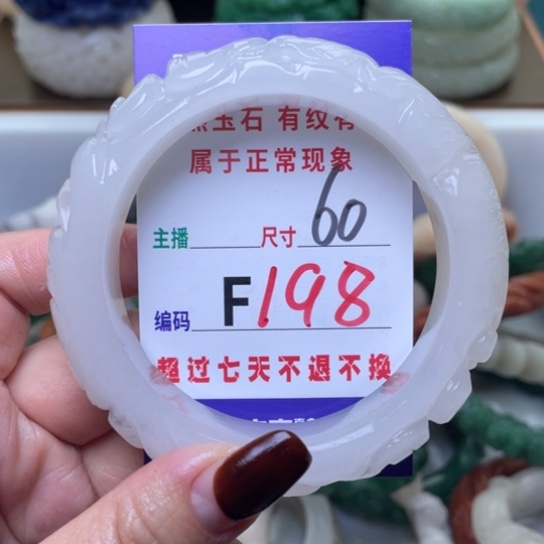 玉石 有纹有
属于正常现象
主播 尺寸 60
编码 F198
超过七天不退不换